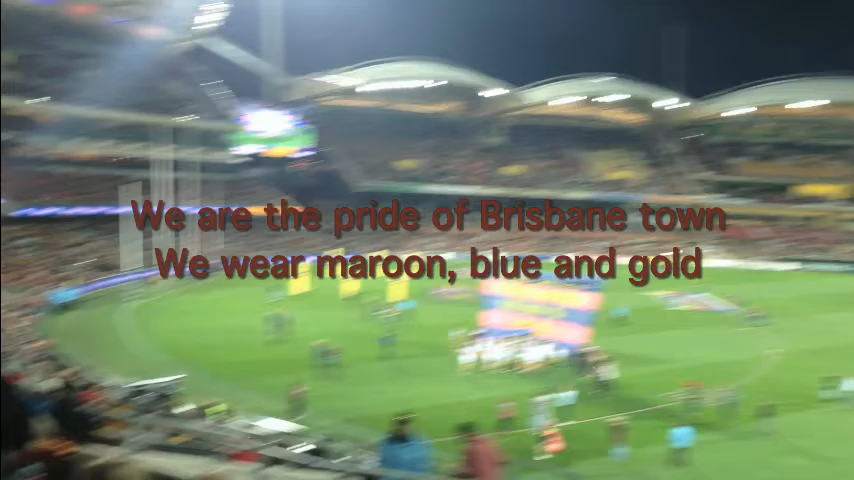 We are the pride of Brisbane town
We wear maroon, blue and gold